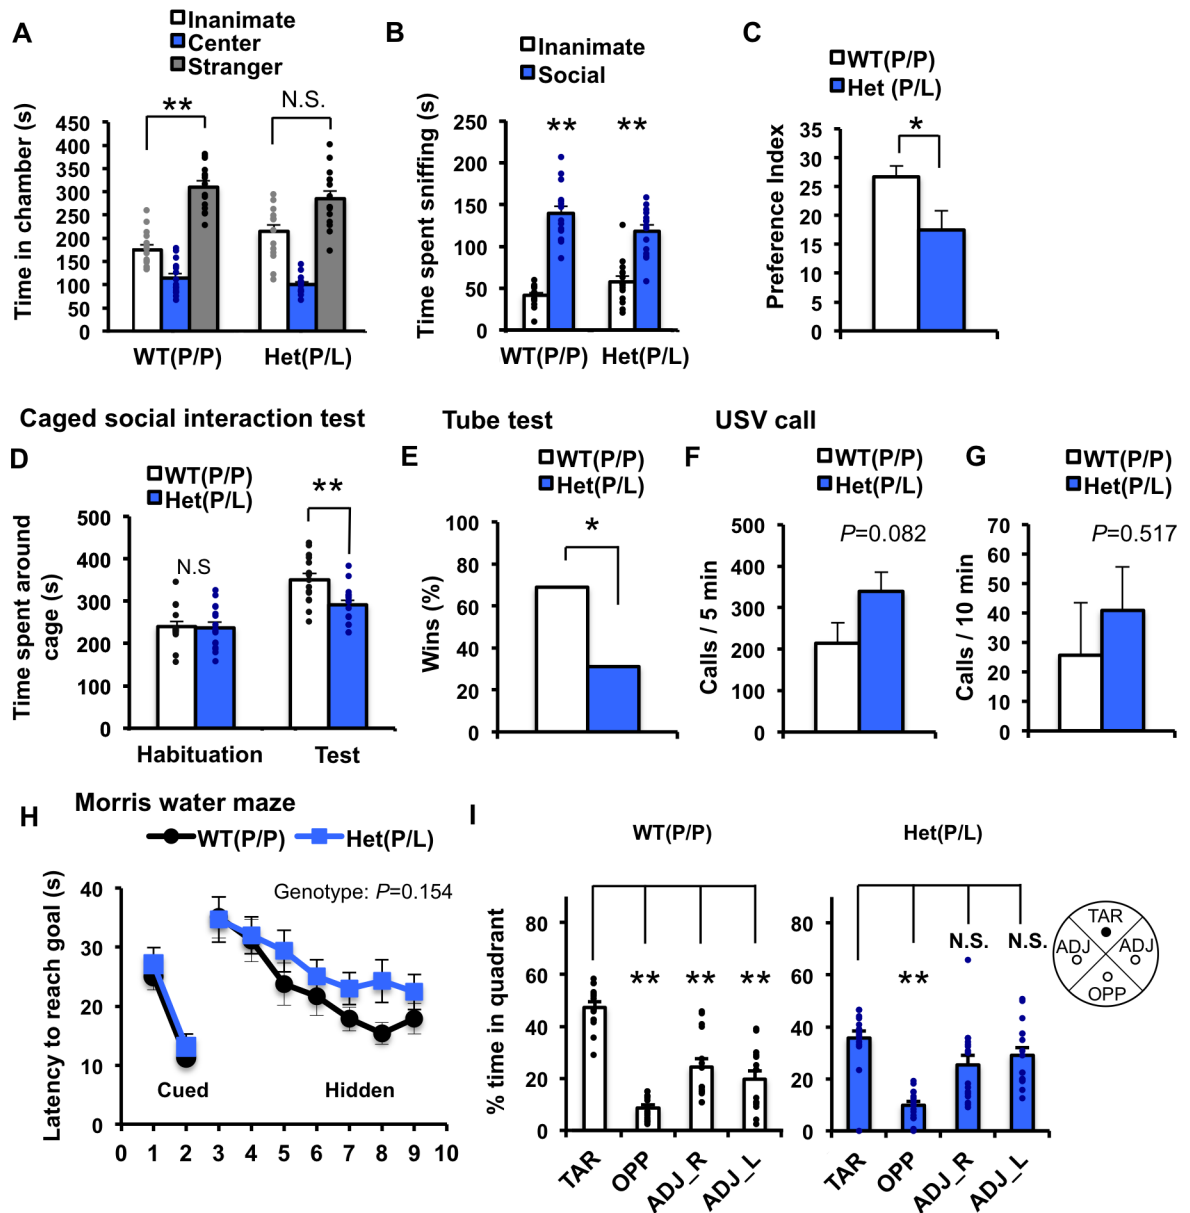 A
Inanimate
Center
Stranger
Time in chamber (s)
450
400
350
300
250
200
150
100
50
0
**
N.S.
WT(P/P)
Het(P/L)
B
Inanimate
Social
Time spent sniffing (s)
250
200
150
100
50
0
**
**
WT(P/P)
Het(P/L)
C
WT(P/P)
Het (P/L)
Preference Index
35
30
25
20
15
10
5
0
*
Caged social interaction test
D
WT(P/P)
Het(P/L)
Time spent around
cage (s)
500
400
300
200
100
0
N.S
**
Habituation
Test
Tube test
E
WT(P/P)
Het(P/L)
Wins (%)
100
80
60
40
20
0
*
USV call
F
WT(P/P)
Het(P/L)
Calls / 5 min
500
400
300
200
100
0
P=0.082
G
WT(P/P)
Het(P/L)
Calls / 10 min
70
60
50
40
30
20
10
0
P=0.517
Morris water maze
H
WT(P/P)
Het(P/L)
Latency to reach goal (s)
40
30
20
10
0
Genotype: P=0.154
Cued
Hidden
0 1 2 3 4 5 6 7 8 9 10
I
WT(P/P)
% time in quadrant
80
60
40
20
0
** ** **
TAR
OPP
ADJ_R
ADJ_L
Het(P/L)
80
60
40
20
0
**
N.S.
N.S.
TAR
OPP
ADJ_R
ADJ_L
TAR
ADJ
ADJ
OPP